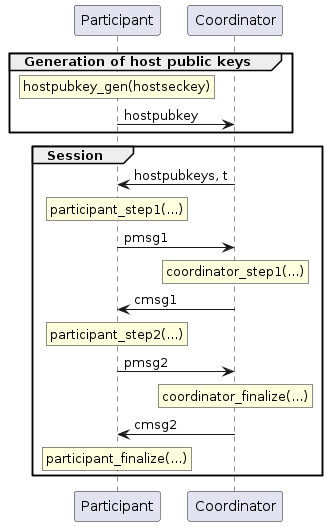 Participant Coordinator
Generation of host public keys
hostpubkey_gen(hostseckey)
hostpubkey
Session
hostpubkeys, t
participant_step1(...)
pmsg1
coordinator_step1(...)
cmsg1
participant_step2(...)
pmsg2
coordinator_finalize(...)
cmsg2
participant_finalize(...)
Participant Coordinator